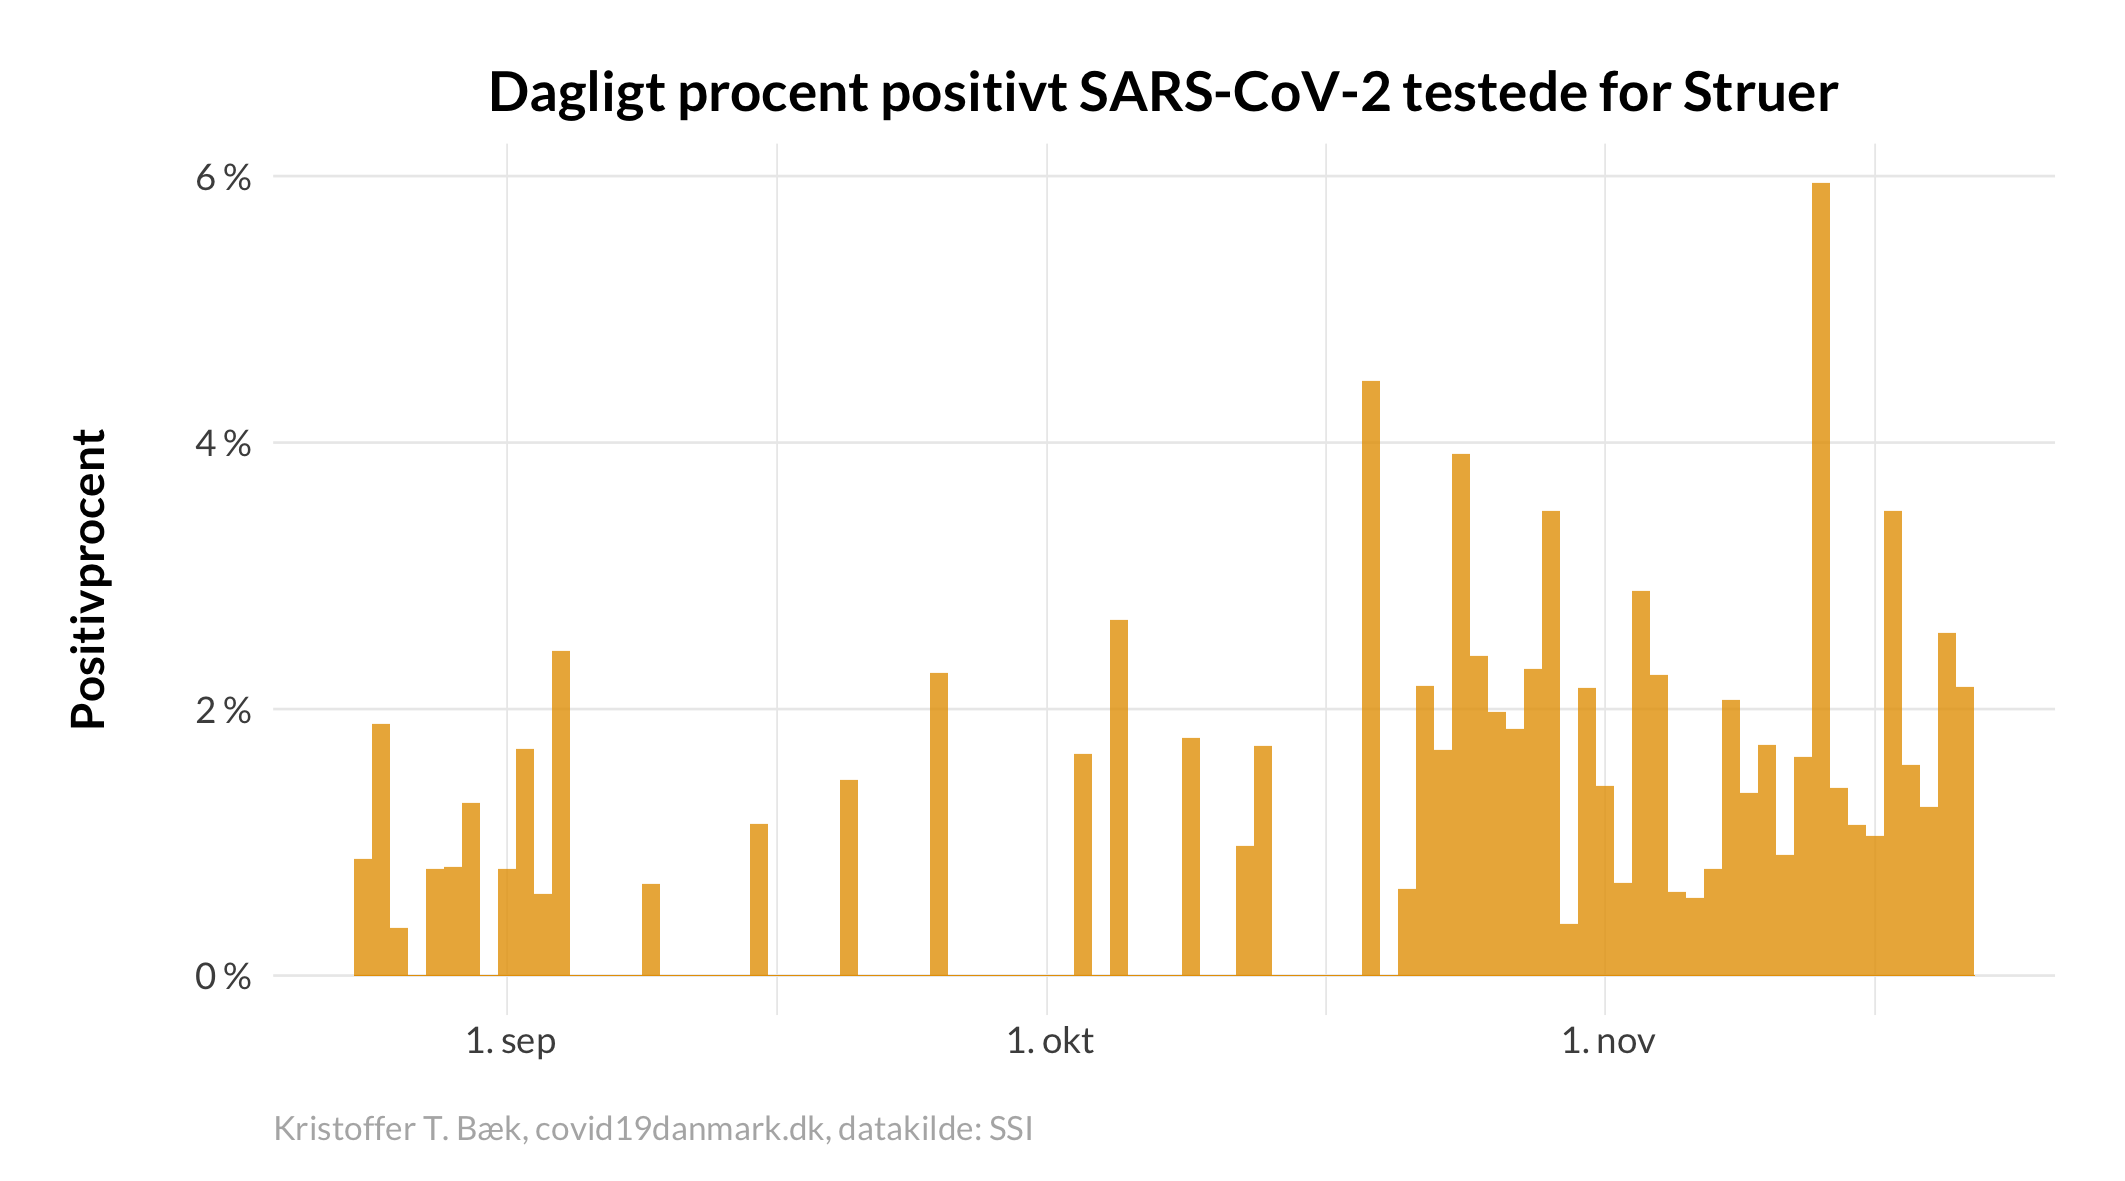 Dagligt procent positivt SARS-CoV-2 testede for Struer
Positivprocent
6 %
4 %
2 %
0 %
1. sep
1. okt
1. nov
Kristoffer T. Bæk, covid19danmark.dk, datakilde: SSI